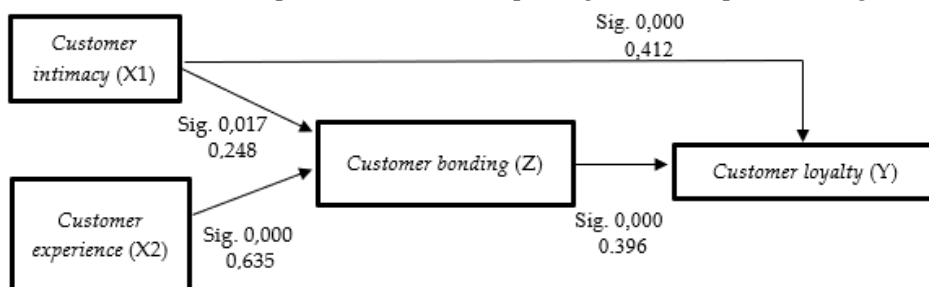 Sig. 0,000
0,412
Customer
intimacy (X1)
Sig. 0,017
0,248
Customer bonding (Z)
Customer loyalty (Y)
Customer
experience (X2)
Sig. 0,000
0,635
Sig. 0,000
0.396